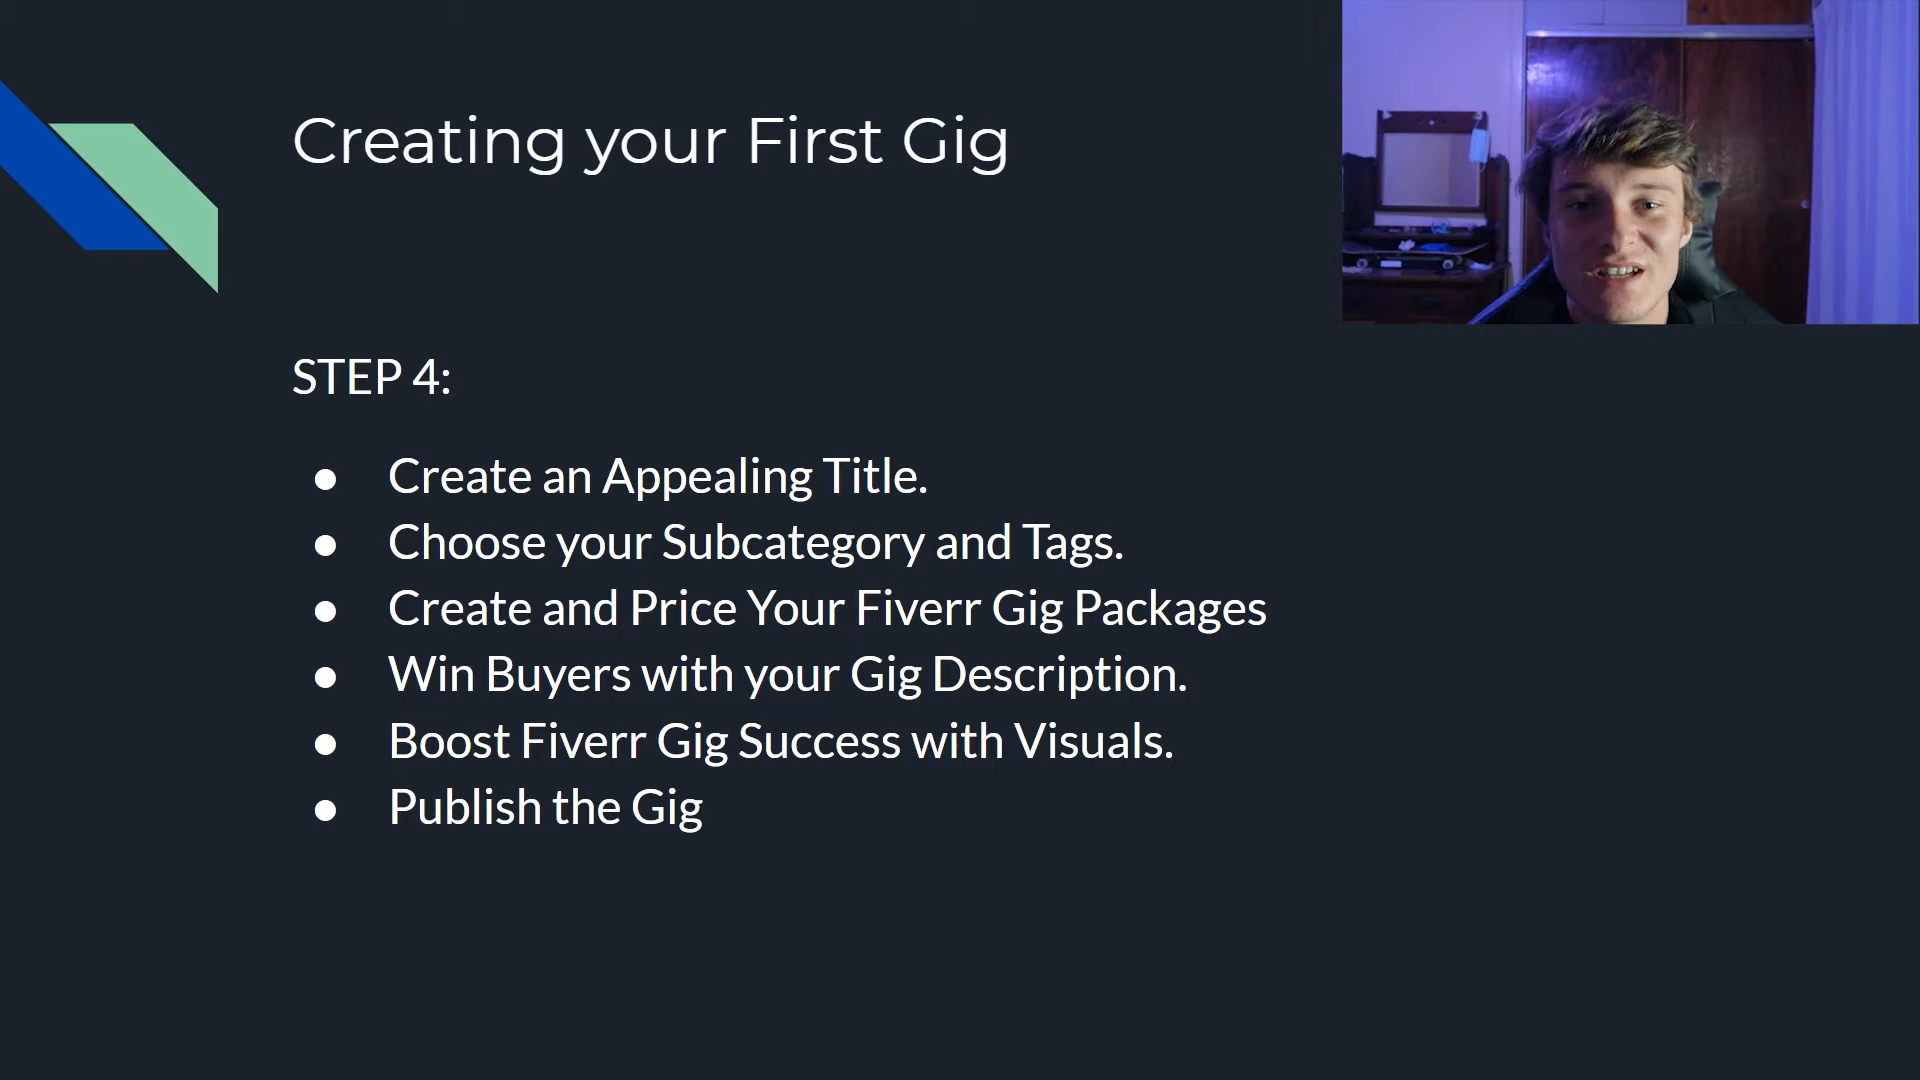 Creating your First Gig
STEP 4:
● Create an Appealing Title.
● Choose your Subcategory and Tags.
● Create and Price Your Fiverr Gig Packages
● Win Buyers with your Gig Description.
● Boost Fiverr Gig Success with Visuals.
● Publish the Gig